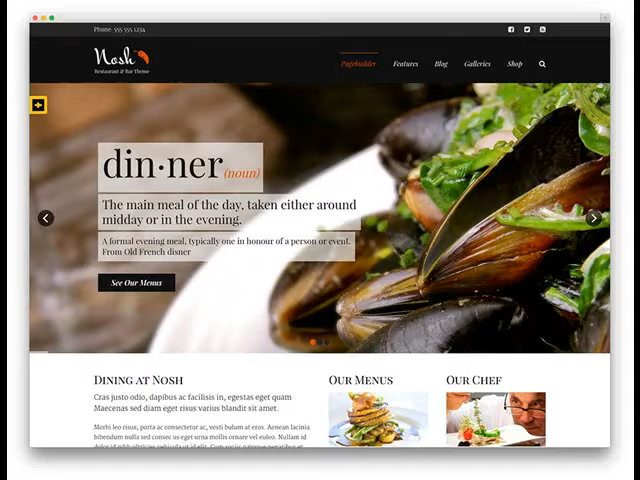 Phone: 555 555 1234
Nosh
Restaurant & Bar Theme
Pagebuilder Features Blog Galleries Shop
din·ner (noun)
The main meal of the day, taken either around
midday or in the evening.
A formal evening meal, typically one in honour of a person or event.
From Old French disner
See Our Menus
Dining at Nosh
Cras justo odio, dapibus ac facilisis in, egestas eget quam
Maecenas sed diam eget risus varius blandit sit amet.
Morbi leo risus, porta ac consectetur ac, vesti bulum at eros. Aenean lacinia
bibendum nulla sed consec us eget urna mollis ornare vel euleo. Nullam id
Our Menus
Our Chef